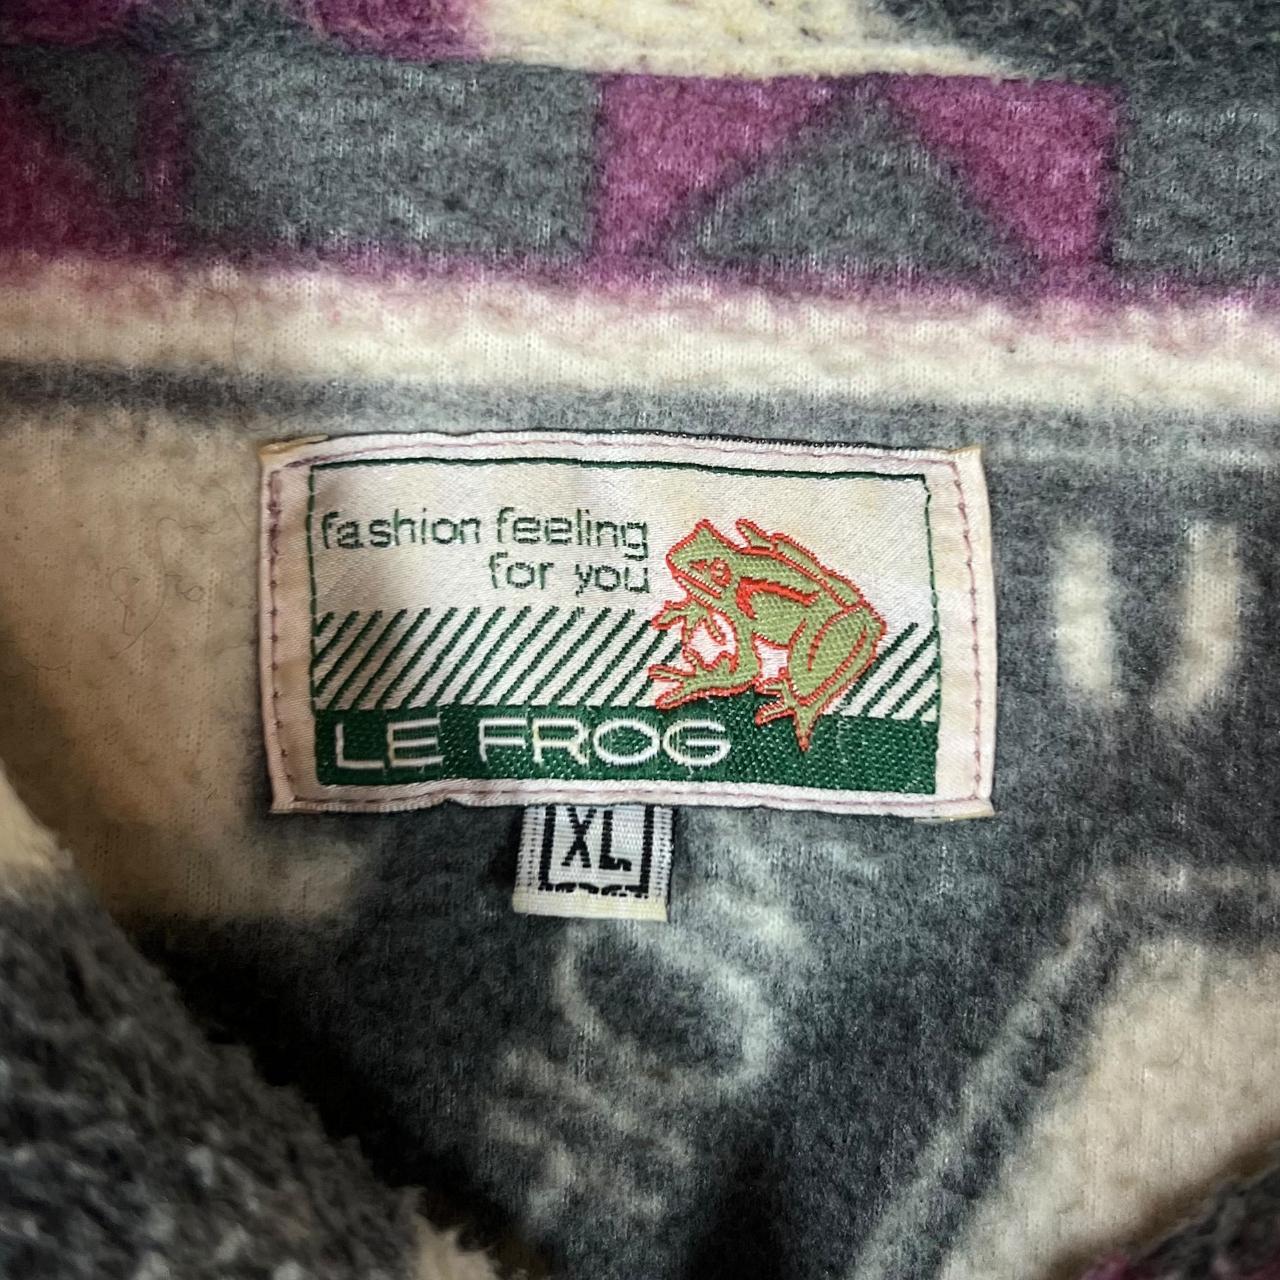 fashion feeling
for you
LE FROG
XL